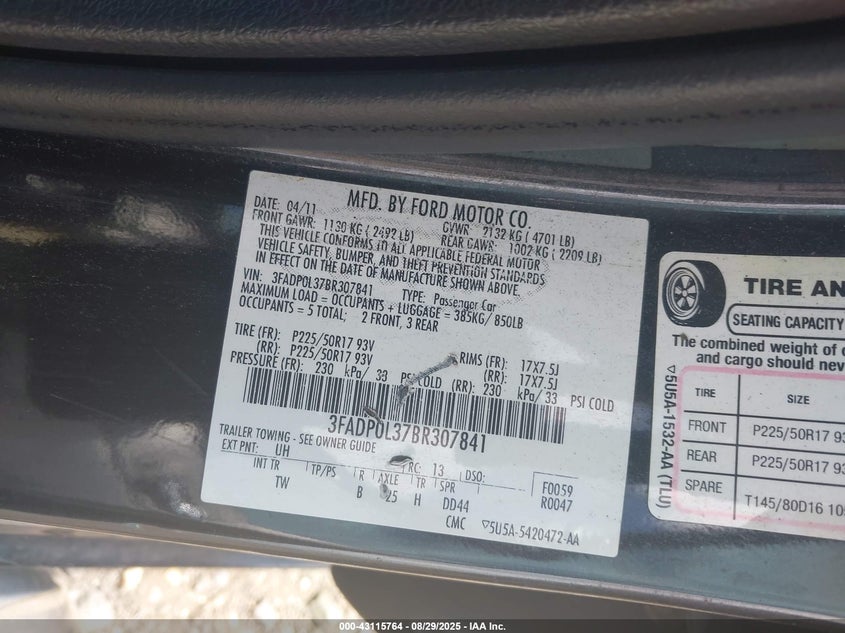 MFD. BY FORD MOTOR CO.
DATE: 04/11 GVWR: 2132 KG ( 4701 LB)
FRONT GAWR: 1130 KG ( 2492 LB) REAR GAWR: 1002 KG ( 2209 LB)
THIS VEHICLE CONFORMS TO ALL APPLICABLE FEDERAL MOTOR
VEHICLE SAFETY, BUMPER, AND THEFT PREVENTION STANDARDS
IN EFFECT ON THE DATE OF MANUFACTURE SHOWN ABOVE.
VIN: 3FADP0L37BR307841 TYPE: Passenger Car
MAXIMUM LOAD = OCCUPANTS + LUGGAGE = 385KG/ 850LB
OCCUPANTS = 5 TOTAL; 2 FRONT, 3 REAR
TIRE (FR): P225/50R17 93V RIMS (FR): 17X7.5J
(RR): P225/50R17 93V (RR): 17X7.5J
PRESSURE (FR): 230 kPa/ 33 PSI COLD (RR): 230 kPa/ 33 PSI COLD
3FADP0L37BR307841
TRAILER TOWING - SEE OWNER GUIDE
EXT PNT: UH RC: 13 DSO: F0059
INT TR TP/PS R AXLE TR SPR R0047
TW B 25 H DD44
CMC ▽5U5A-5420472-AA
TIRE AN
SEATING CAPACITY
The combined weight of
and cargo should neve
▽5U5A-1532-AA (TLU)
TIRE SIZE
FRONT P225/50R17 93
REAR P225/50R17 93
SPARE T145/80D16 105
000-43115764 - 08/29/2025 - IAA Inc.